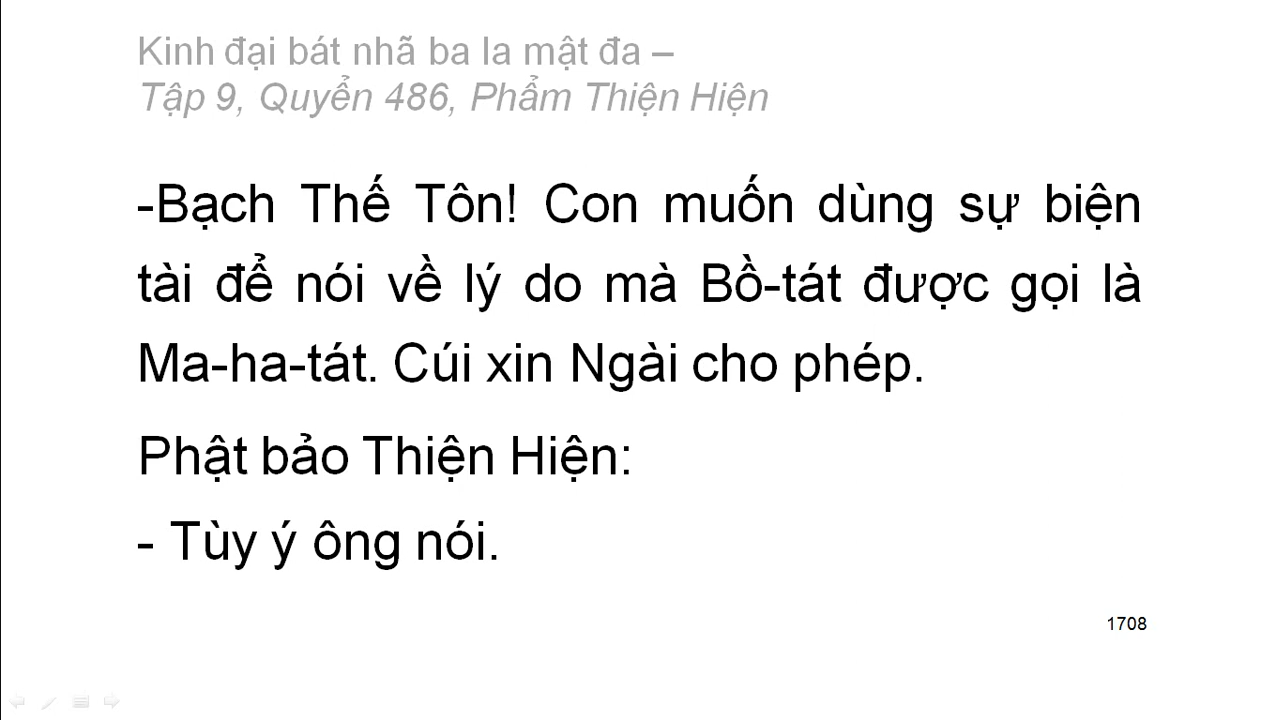 Kinh đại bát nhã ba la mật đa –
Tập 9, Quyển 486, Phẩm Thiện Hiện
-Bạch Thế Tôn! Con muốn dùng sự biện
tài để nói về lý do mà Bồ-tát được gọi là
Ma-ha-tát. Cúi xin Ngài cho phép.
Phật bảo Thiện Hiện:
- Tùy ý ông nói.
1708